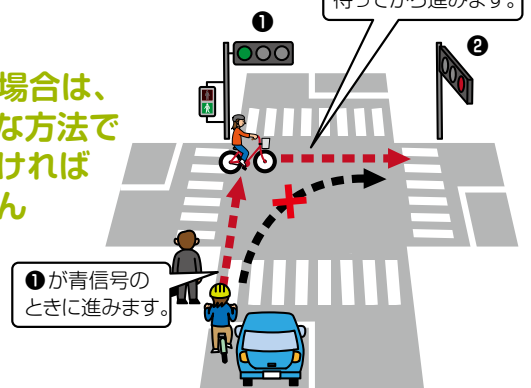 待ってから進みます。
❶
❷
場合は、
な方法で
ければ
ん
❶が青信号の
ときに進みます。